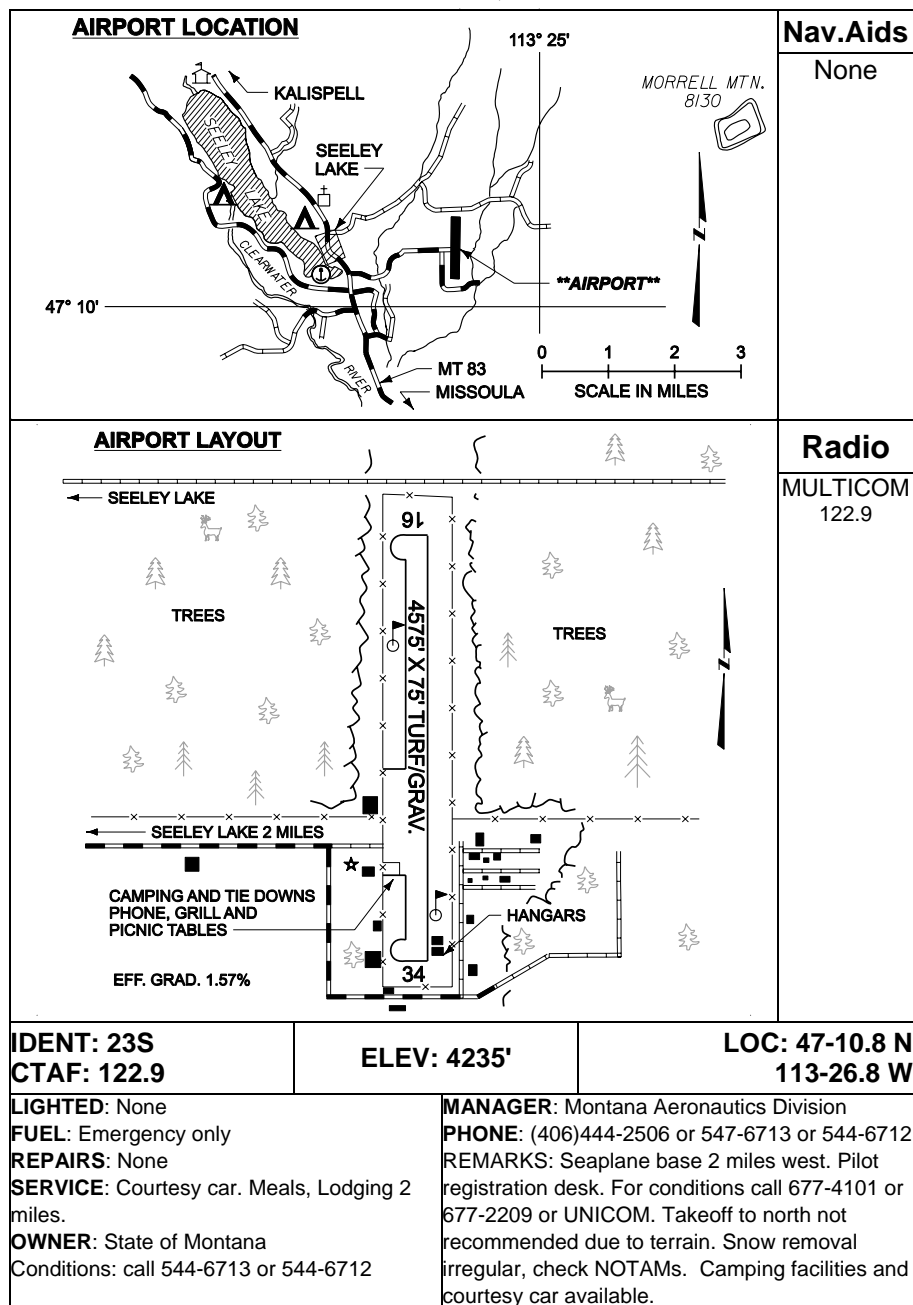 AIRPORT LOCATION
Nav.Aids
None
113° 25'
MORRELL MTN.
8130
KALISPELL
SEELEY LAKE
SEELEY
LAKE
CLEARWATER
RIVER
**AIRPORT**
N
47° 10'
0 1 2 3
SCALE IN MILES
MT 83
MISSOULA
AIRPORT LAYOUT
Radio
MULTICOM
122.9
SEELEY LAKE
16
TREES
TREES
4575' X 75' TURF/GRAV.
N
SEELEY LAKE 2 MILES
CAMPING AND TIE DOWNS
PHONE, GRILL AND
PICNIC TABLES
HANGARS
34
EFF. GRAD. 1.57%
IDENT: 23S
CTAF: 122.9
ELEV: 4235'
LOC: 47-10.8 N
113-26.8 W
LIGHTED: None
FUEL: Emergency only
REPAIRS: None
SERVICE: Courtesy car. Meals, Lodging 2
miles.
OWNER: State of Montana
Conditions: call 544-6713 or 544-6712
MANAGER: Montana Aeronautics Division
PHONE: (406)444-2506 or 547-6713 or 544-6712
REMARKS: Seaplane base 2 miles west. Pilot
registration desk. For conditions call 677-4101 or
677-2209 or UNICOM. Takeoff to north not
recommended due to terrain. Snow removal
irregular, check NOTAMs.  Camping facilities and
courtesy car available.